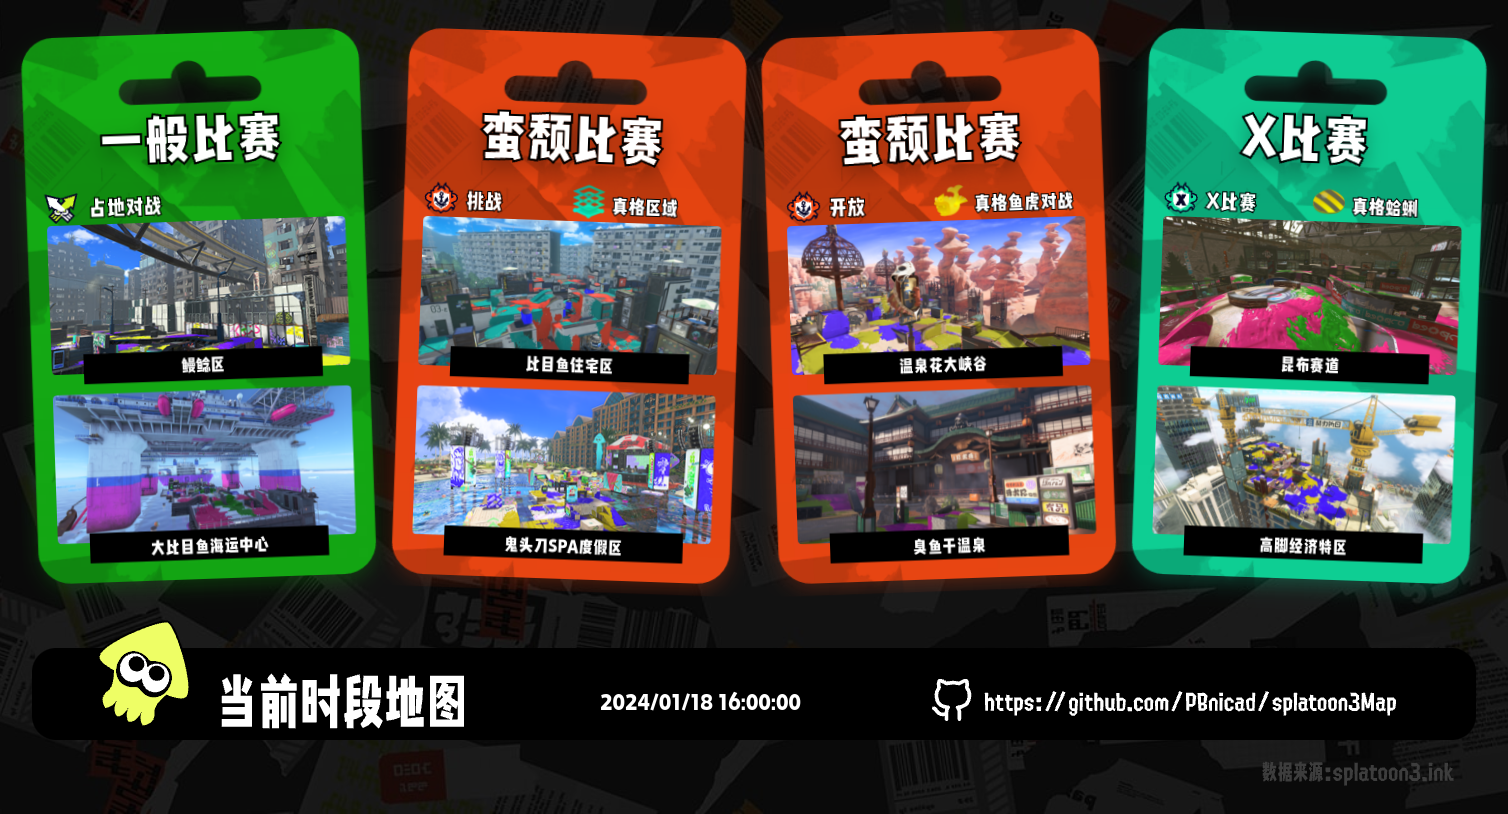 一般比赛
占地对战
鳗鲶区
大比目鱼海运中心
蛮颓比赛
挑战
真格区域
比目鱼住宅区
鬼头刀SPA度假区
蛮颓比赛
开放
真格鱼虎对战
温泉花大峡谷
臭鱼干温泉
X比赛
X比赛
真格蛤蜊
昆布赛道
高脚经济特区
当前时段地图
2024/01/18 16:00:00
https://github.com/PBnicad/splatoon3Map
数据来源:splatoon3.ink